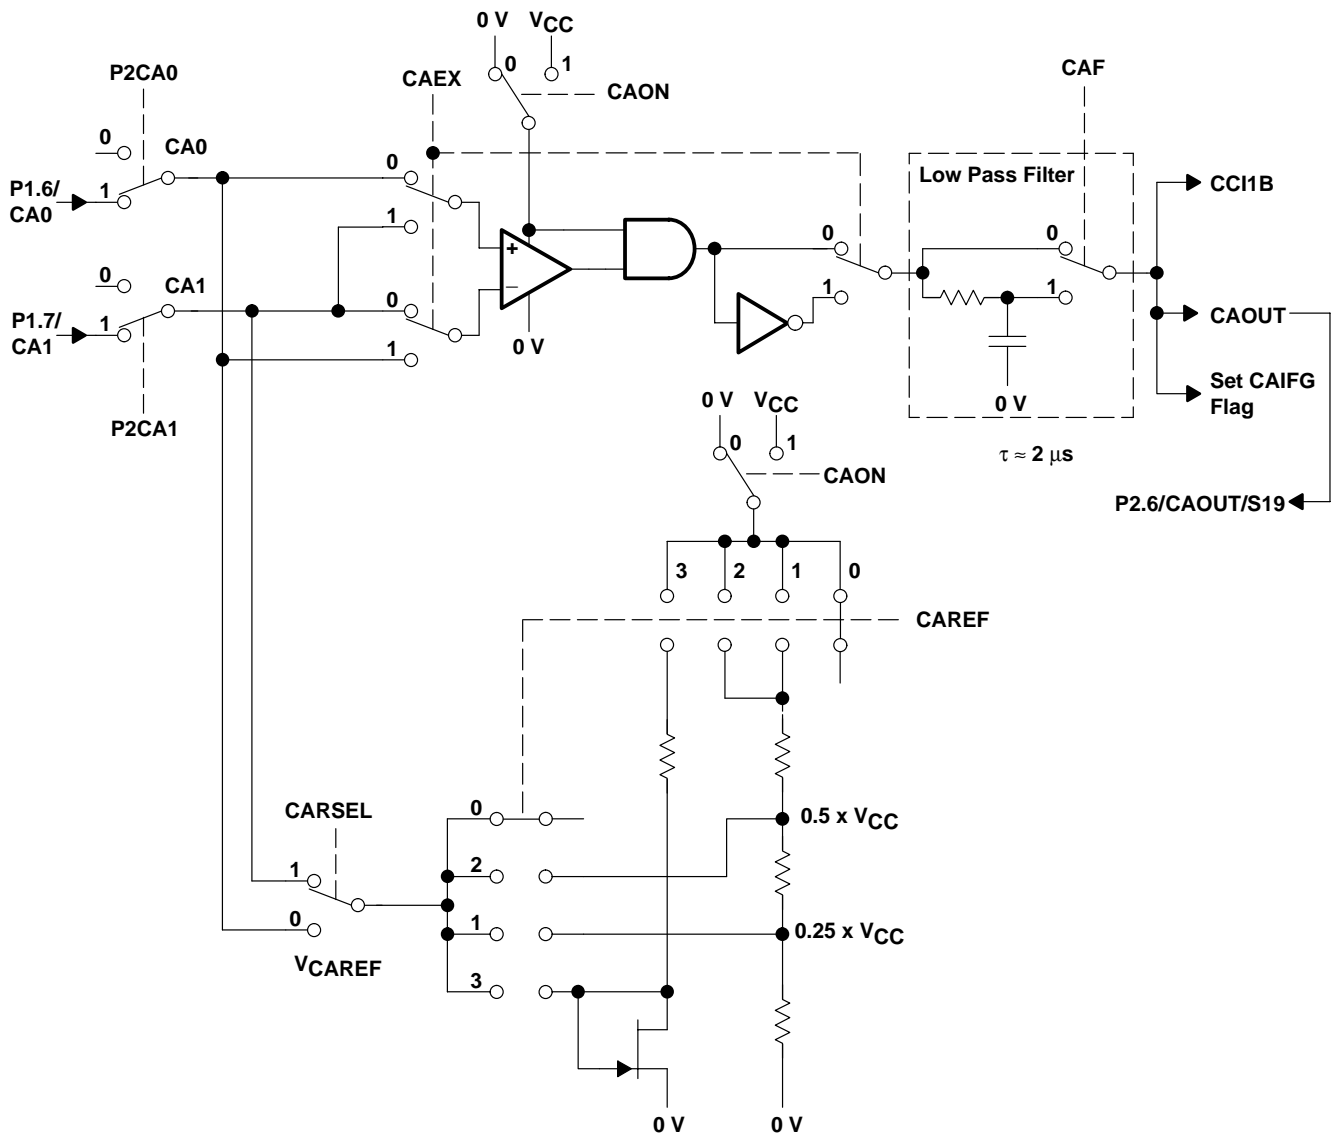 0 V VCC
0 1
CAON
P2CA0
CAEX
CAF
0
CA0
P1.6/
CA0
1
0
1
Low Pass Filter
CCI1B
0
1
+
–
0 V
0
1
0
1
0 V
τ ≈ 2 μs
0
CA1
P1.7/
CA1
1
0
1
P2CA1
CAOUT
Set CAIFG
Flag
P2.6/CAOUT/S19
0 V VCC
0 1
CAON
3 2 1 0
CAREF
CARSEL
1
0
VCAREF
0
2
1
3
0.5 x VCC
0.25 x VCC
0 V 0 V